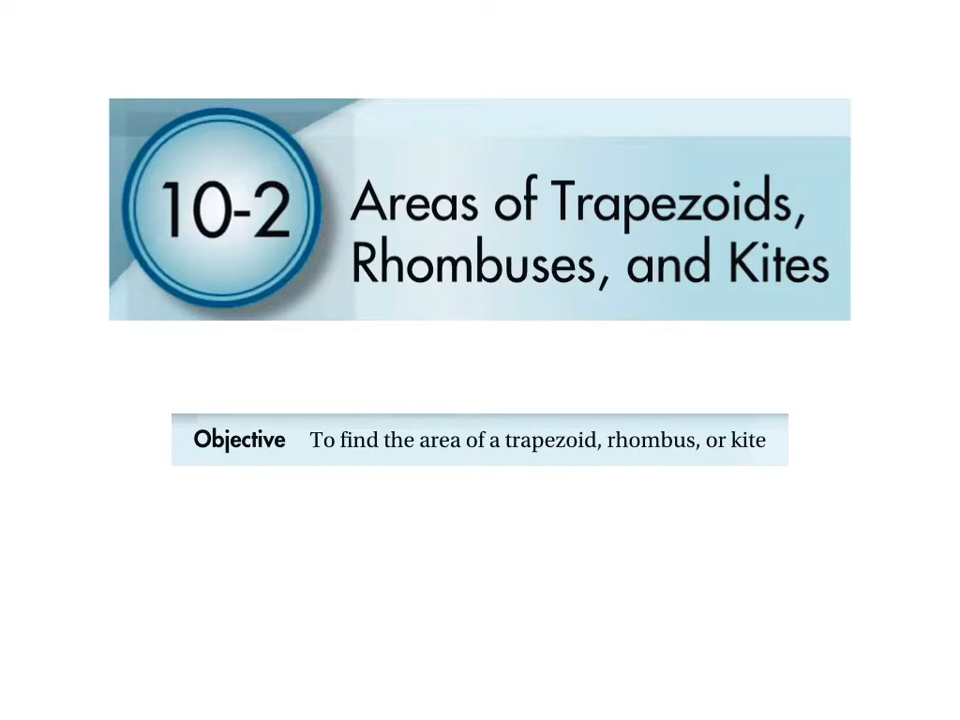 10-2
Areas of Trapezoids,
Rhombuses, and Kites
Objective To find the area of a trapezoid, rhombus, or kite